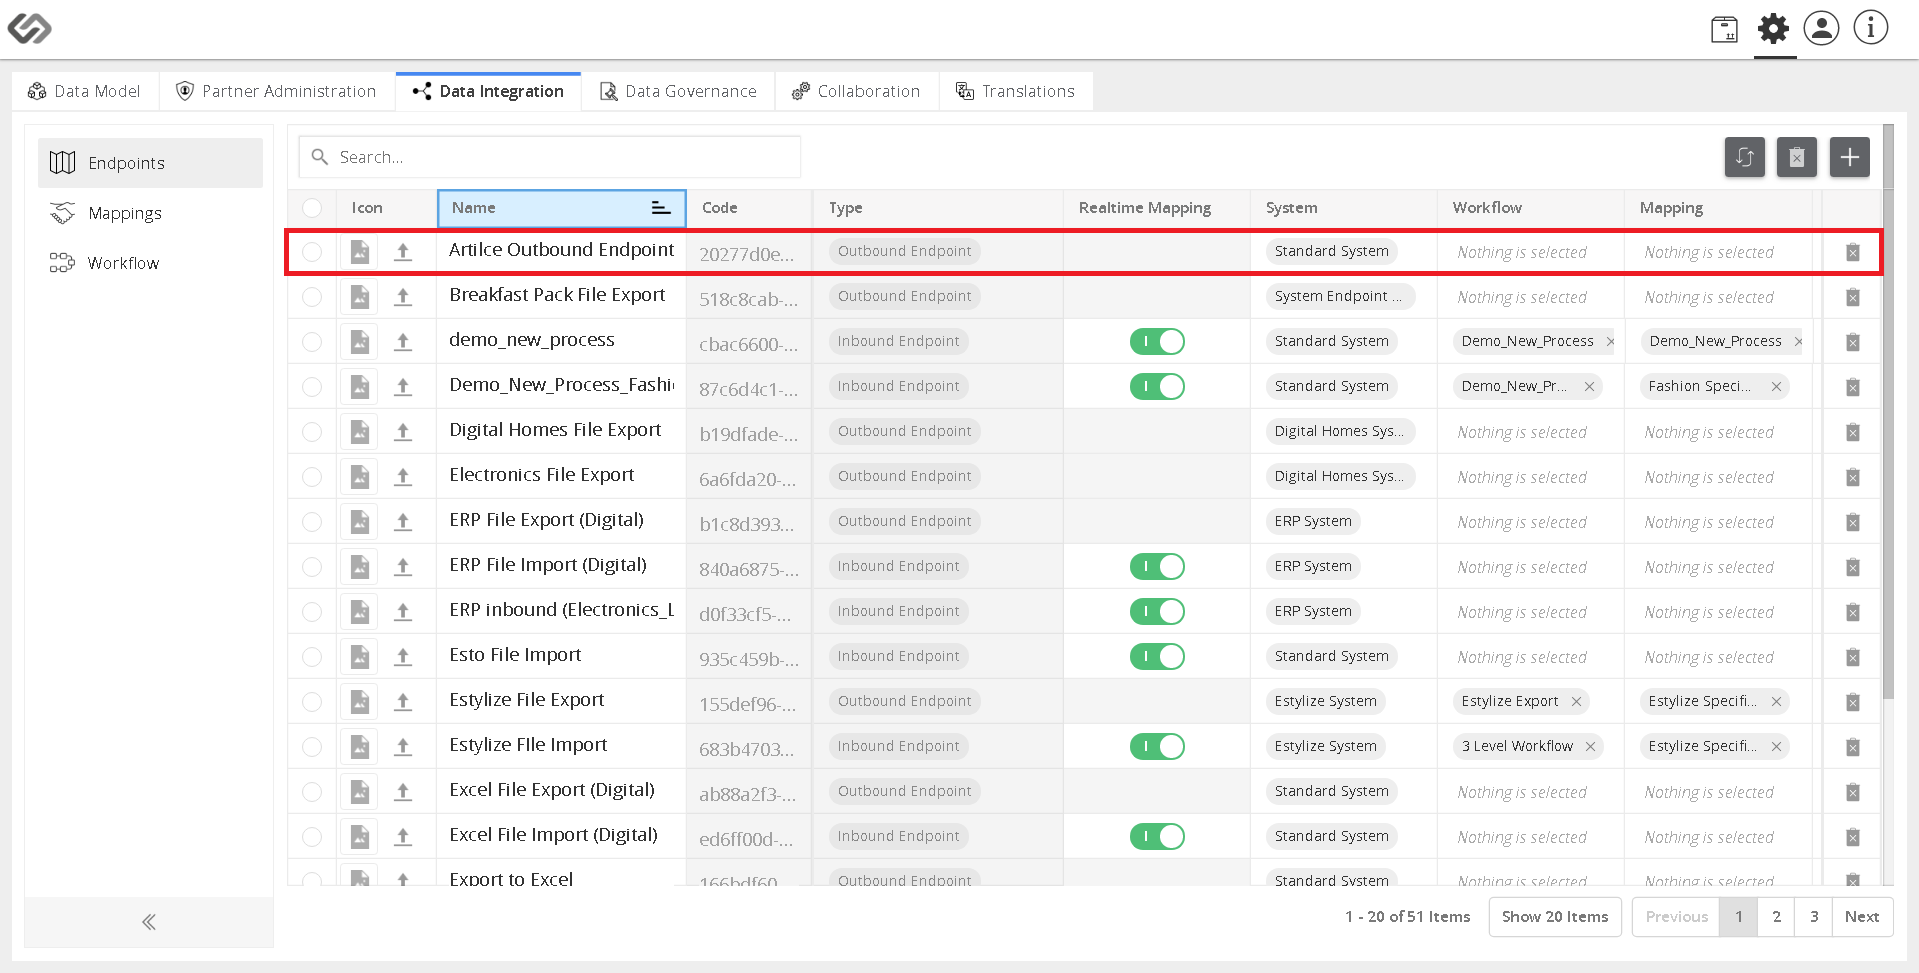 Data Model Partner Administration Data Integration Data Governance Collaboration Translations
Endpoints
Mappings
Workflow
Search...
Icon Name Code Type Realtime Mapping System Workflow Mapping
Artilce Outbound Endpoint 20277d0e... Outbound Endpoint Standard System Nothing is selected Nothing is selected
Breakfast Pack File Export 518c8cab-... Outbound Endpoint System Endpoint ... Nothing is selected Nothing is selected
demo_new_process cbac6600-... Inbound Endpoint Standard System Demo_New_Process Demo_New_Process
Demo_New_Process_Fashi 87c6d4c1-... Inbound Endpoint Standard System Demo_New_Pr... Fashion Speci...
Digital Homes File Export b19dfade-... Outbound Endpoint Digital Homes Sys... Nothing is selected Nothing is selected
Electronics File Export 6a6fda20-... Outbound Endpoint Digital Homes Sys... Nothing is selected Nothing is selected
ERP File Export (Digital) b1c8d393... Outbound Endpoint ERP System Nothing is selected Nothing is selected
ERP File Import (Digital) 840a6875-... Inbound Endpoint ERP System Nothing is selected Nothing is selected
ERP inbound (Electronics_L d0f33cf5-... Inbound Endpoint ERP System Nothing is selected Nothing is selected
Esto File Import 935c459b-... Inbound Endpoint Standard System Nothing is selected Nothing is selected
Estylize File Export 155def96-... Outbound Endpoint Estylize System Estylize Export Estylize Specifi...
Estylize FIle Import 683b4703... Inbound Endpoint Estylize System 3 Level Workflow Estylize Specifi...
Excel File Export (Digital) ab88a2f3-... Outbound Endpoint Standard System Nothing is selected Nothing is selected
Excel File Import (Digital) ed6ff00d-... Inbound Endpoint Standard System Nothing is selected Nothing is selected
Export to Excel 166bdf60 Outbound Endpoint Standard System Nothing is selected Nothing is selected
1 - 20 of 51 Items Show 20 Items Previous 1 2 3 Next